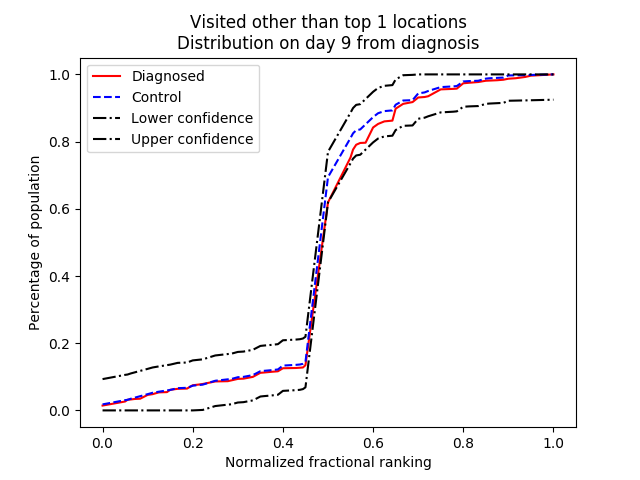 Visited other than top 1 locations
Distribution on day 9 from diagnosis
Diagnosed
Control
Lower confidence
Upper confidence
Percentage of population
1.0
0.8
0.6
0.4
0.2
0.0
0.0 0.2 0.4 0.6 0.8 1.0
Normalized fractional ranking